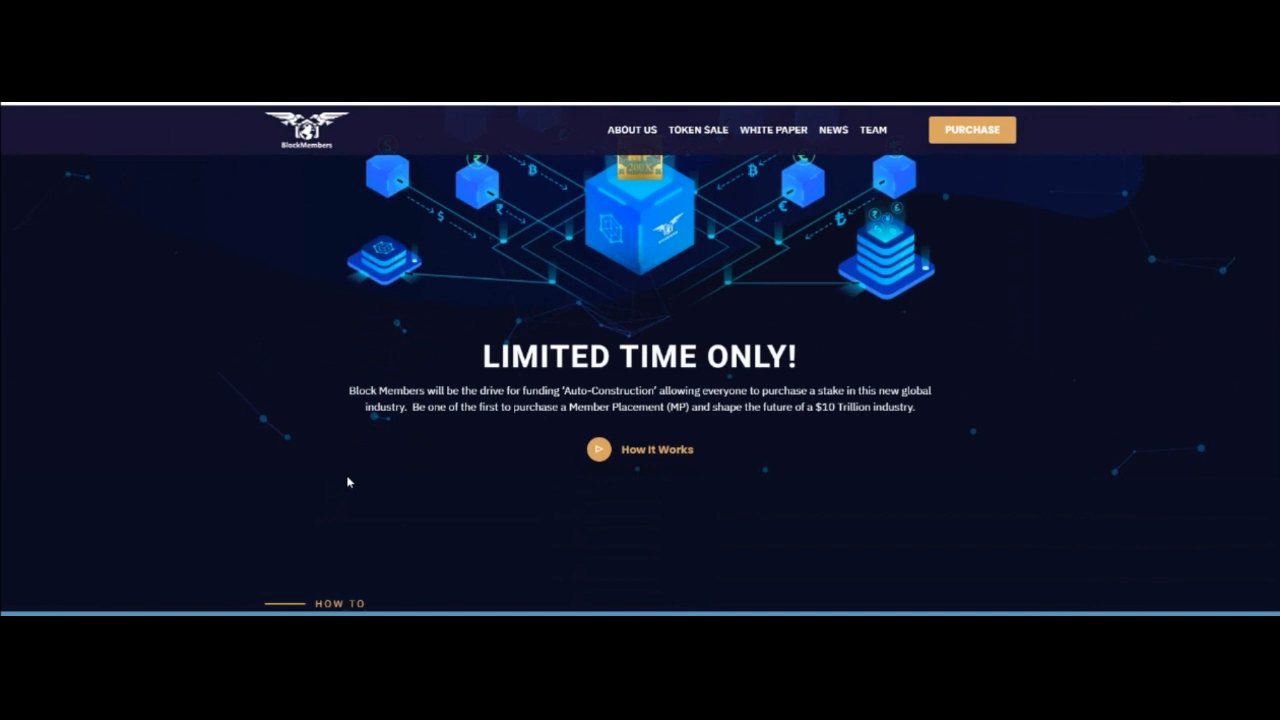 BlockMembers
ABOUT US TOKEN SALE WHITE PAPER NEWS TEAM PURCHASE
LIMITED TIME ONLY!
Block Members will be the drive for funding ‘Auto-Construction’ allowing everyone to purchase a stake in this new global
industry. Be one of the first to purchase a Member Placement (MP) and shape the future of a $10 Trillion industry.
How It Works
HOW TO